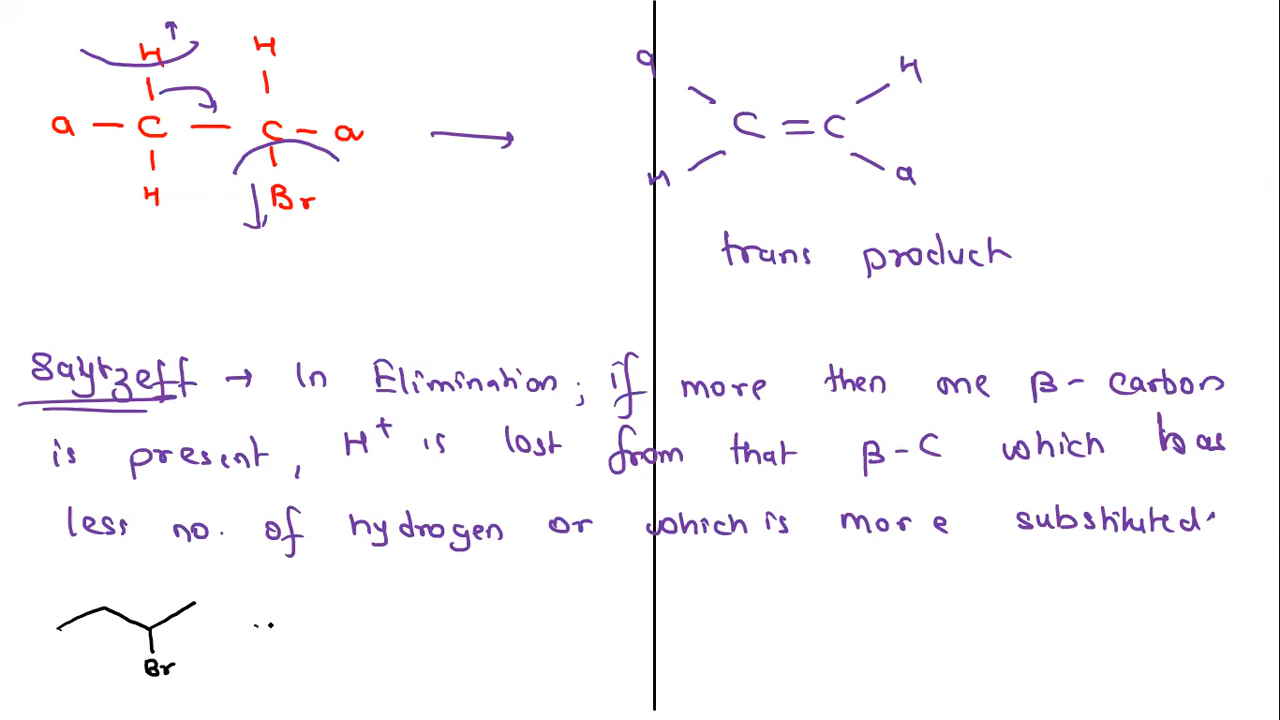 H H
a H
a – C – C – a → C = C
H Br H a
trans product
Saytzeff → In Elimination; if more then one β - carbon
is present, H+ is lost from that β - C which has
less no. of hydrogen or which is more substituted.
Br